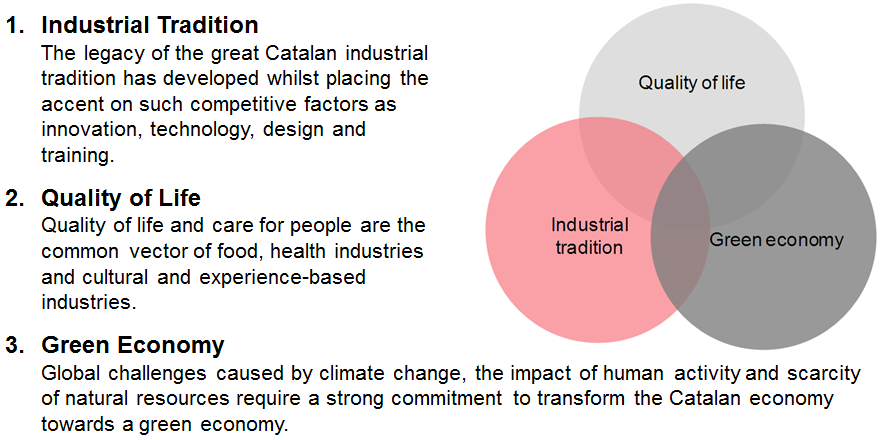 1. Industrial Tradition
The legacy of the great Catalan industrial
tradition has developed whilst placing the
accent on such competitive factors as
innovation, technology, design and
training.
2. Quality of Life
Quality of life and care for people are the
common vector of food, health industries
and cultural and experience-based
industries.
3. Green Economy
Global challenges caused by climate change, the impact of human activity and scarcity
of natural resources require a strong commitment to transform the Catalan economy
towards a green economy.
Quality of life
Industrial
tradition
Green economy